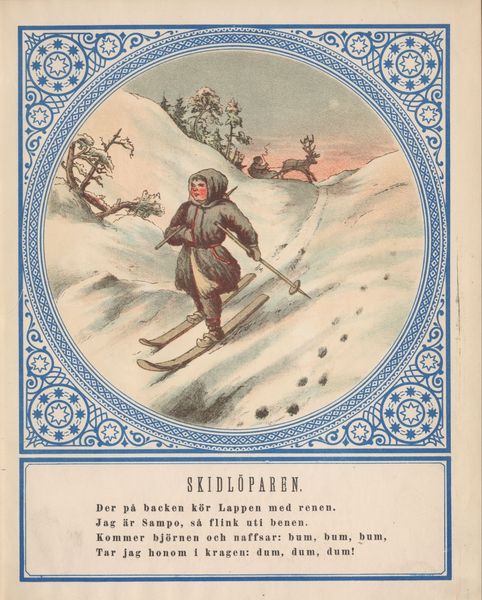 SKIDLÖPAREN.
Der på backen kör Lappen med renen.
Jag är Sampo, så flink uti benen.
Kommer björnen och naffsar: bum, bum, bum,
Tar jag honom i kragen: dum, dum, dum!